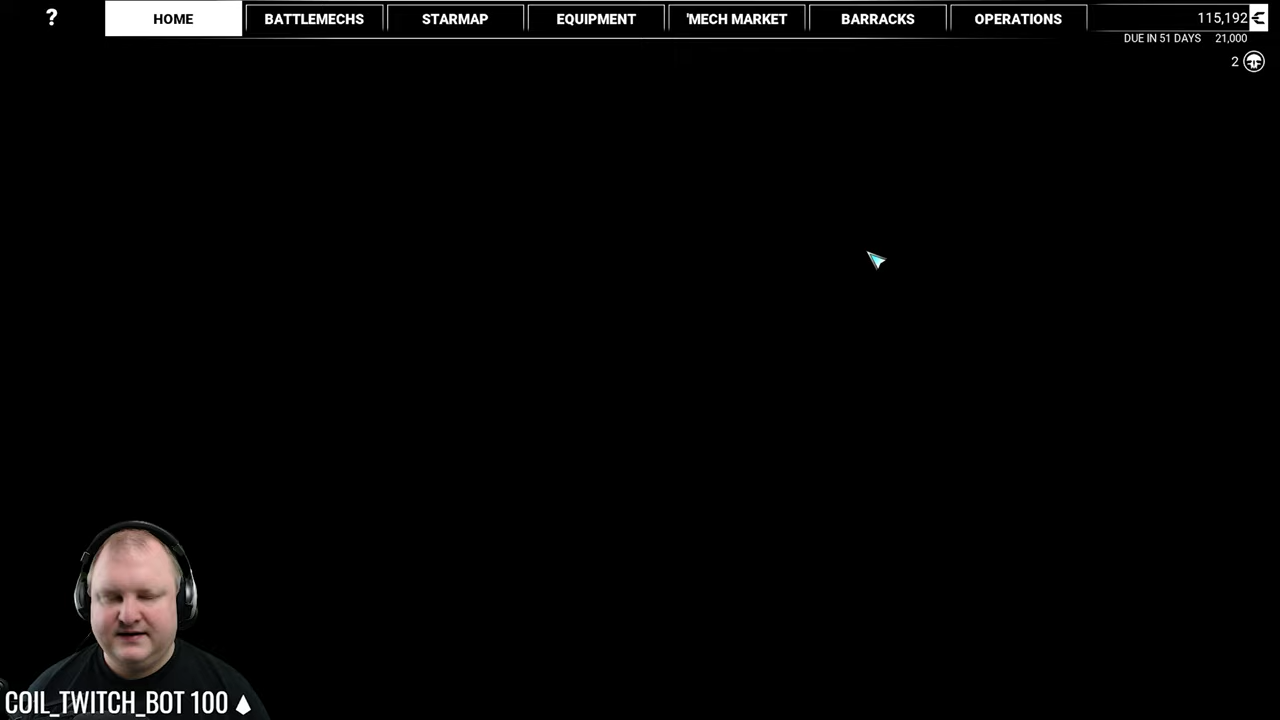 ?
HOME
BATTLEMECHS
STARMAP
EQUIPMENT
'MECH MARKET
BARRACKS
OPERATIONS
115,192
DUE IN 51 DAYS 21,000
2
COIL_TWITCH_BOT 100